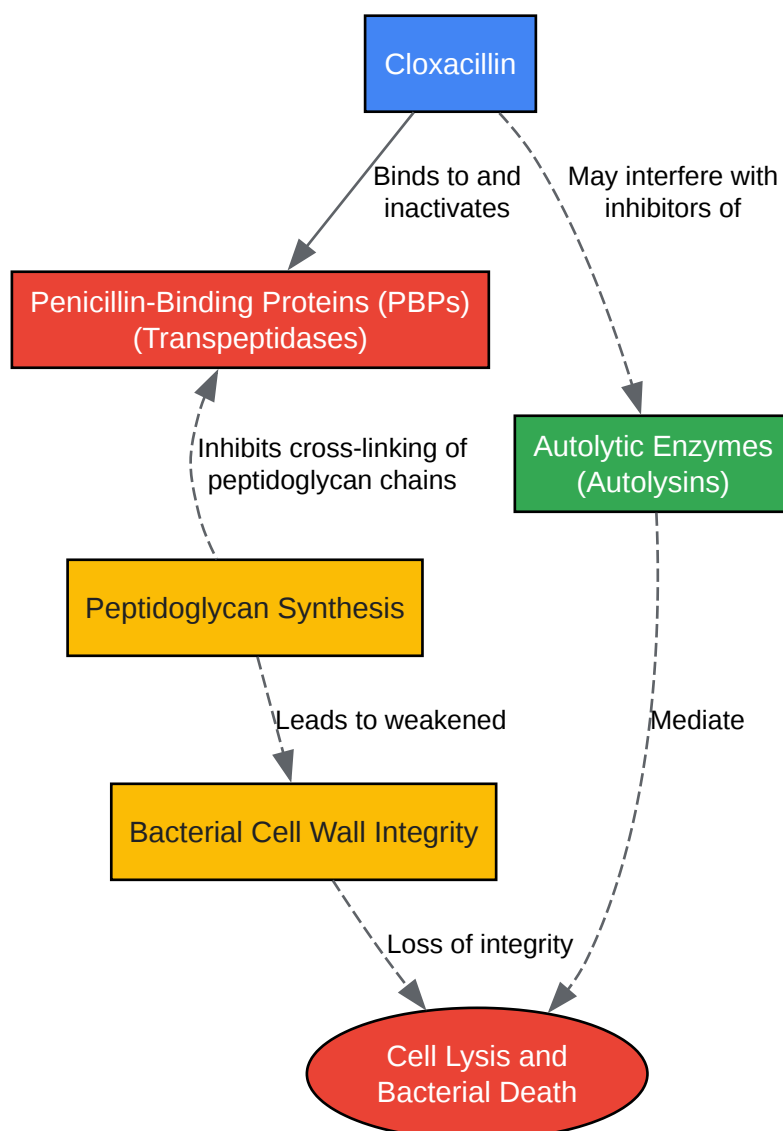 Cloxacillin
Binds to and
inactivates
May interfere with
inhibitors of
Penicillin-Binding Proteins (PBPs)
(Transpeptidases)
Inhibits cross-linking of
peptidoglycan chains
Autolytic Enzymes
(Autolysins)
Peptidoglycan Synthesis
Leads to weakened
Mediate
Bacterial Cell Wall Integrity
Loss of integrity
Cell Lysis and
Bacterial Death